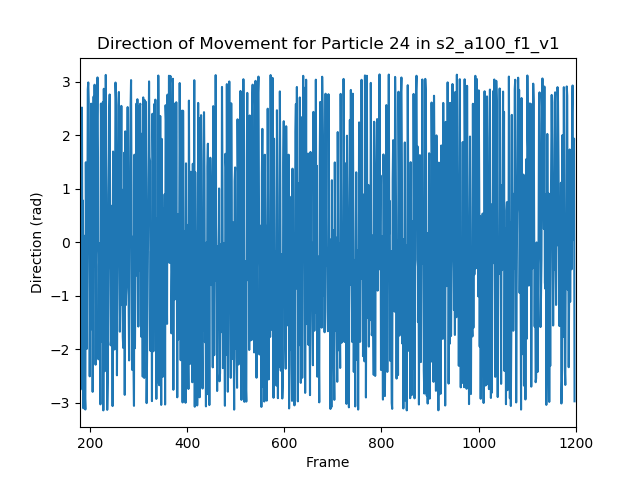 Direction of Movement for Particle 24 in s2_a100_f1_v1
3
2
1
0
−1
−2
−3
Direction (rad)
200 400 600 800 1000 1200
Frame